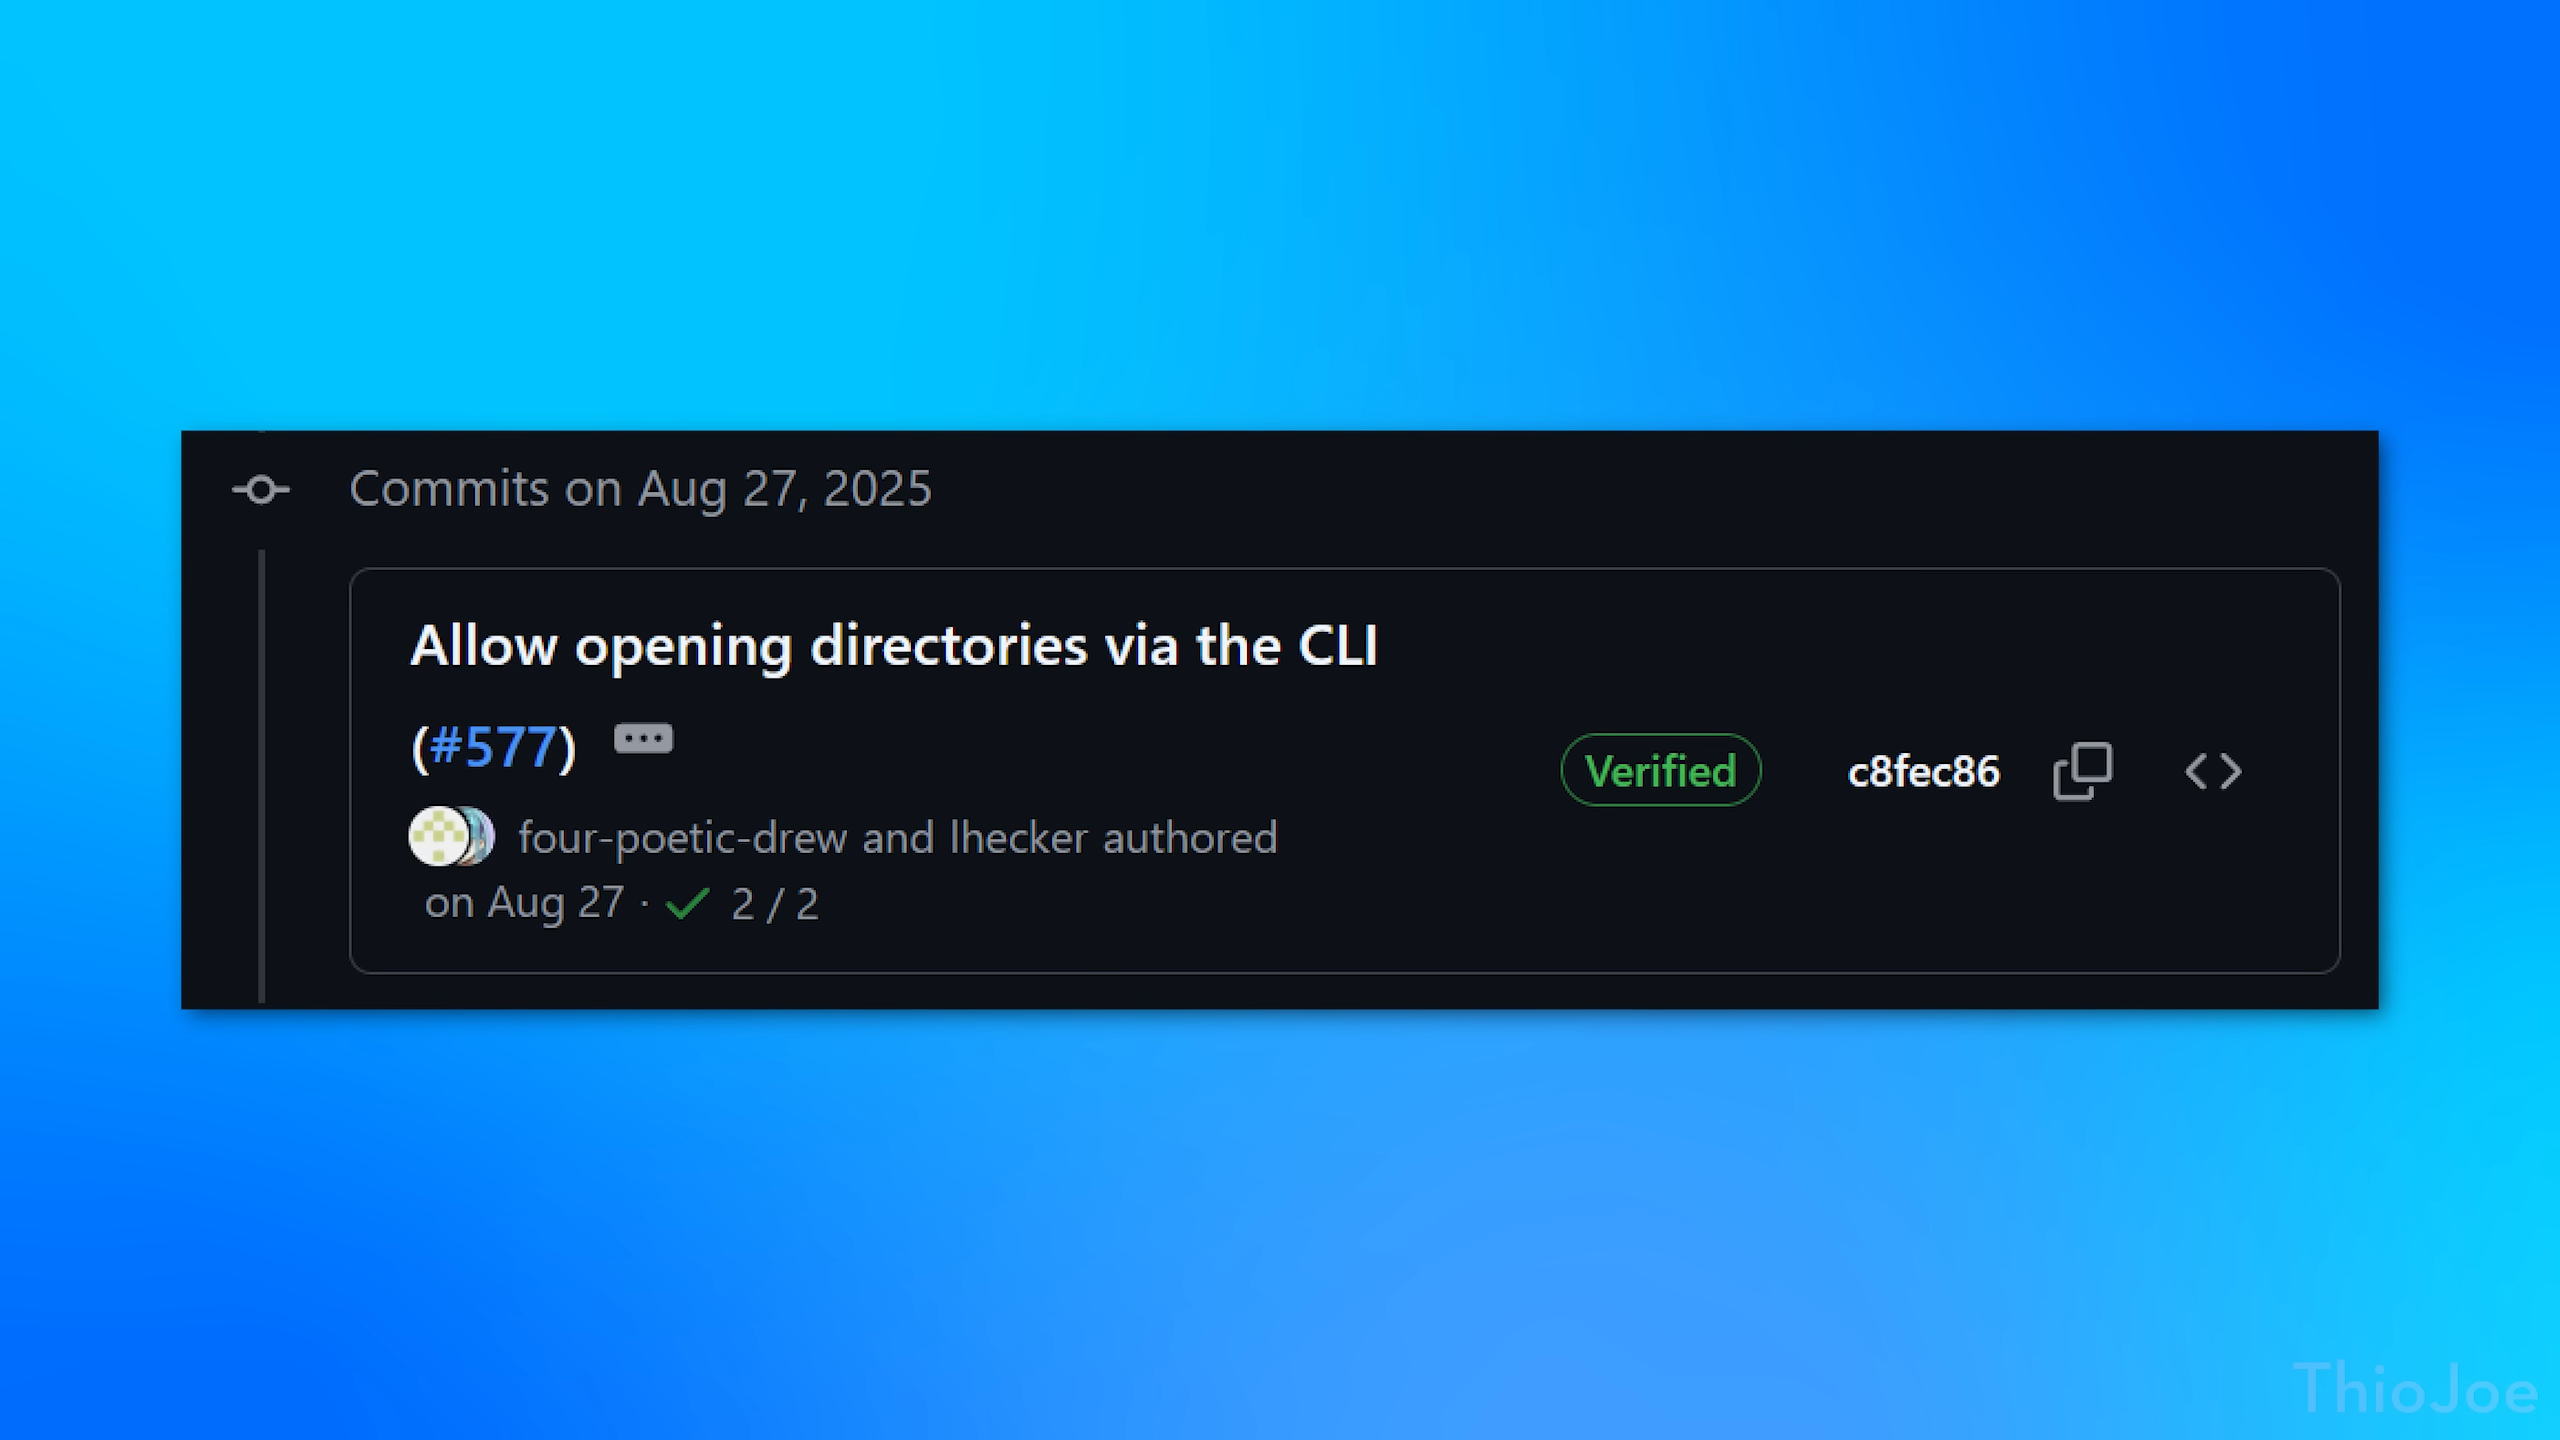 Commits on Aug 27, 2025
Allow opening directories via the CLI
(#577)
Verified
c8fec86
four-poetic-drew and lhecker authored
on Aug 27 · 2 / 2
ThioJoe